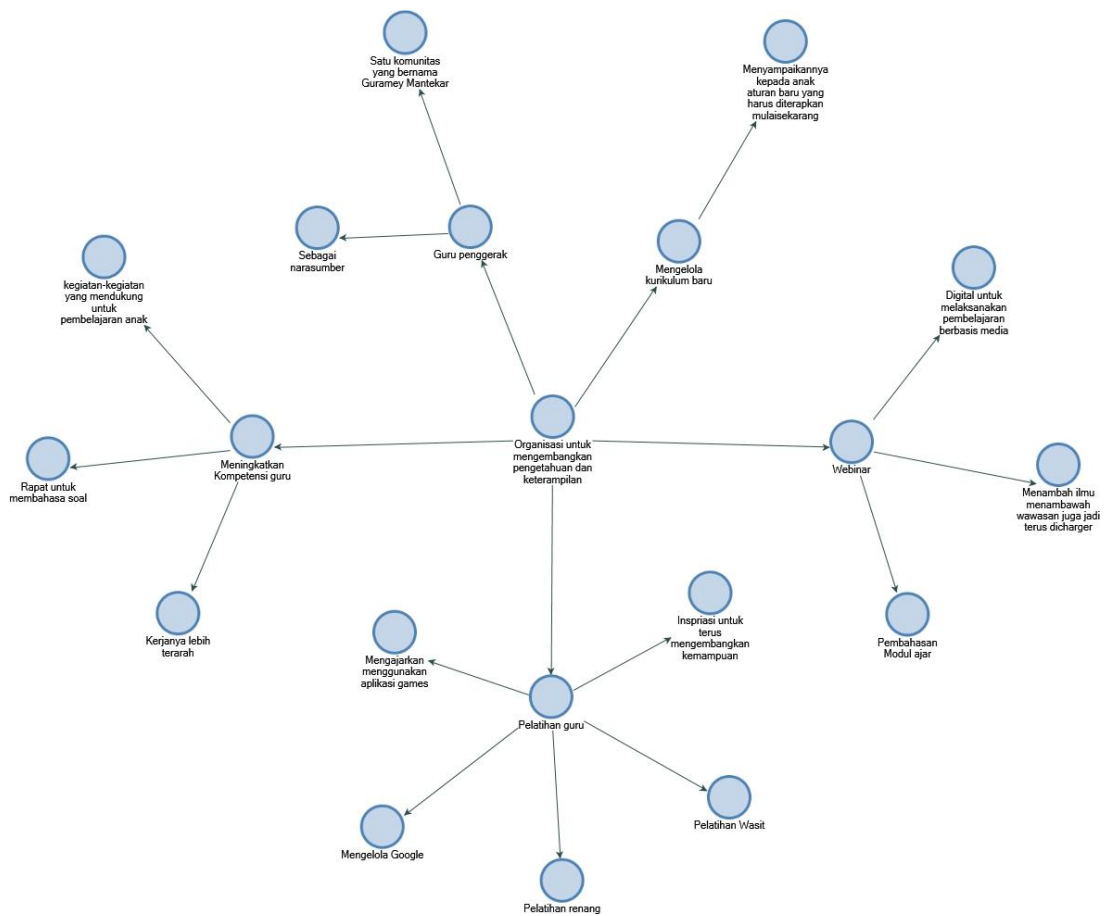 Satu komunitas
yang bernama
Guramey Mantekar
Menyampaikannya
kepada anak
aturan baru yang
harus diterapkan
mulaisekarang
Sebagai
narasumber
Guru penggerak
Mengelola
kurikulum baru
kegiatan-kegiatan
yang mendukung
untuk
pembelajaran anak
Digital untuk
melaksanakan
pembelajaran
berbasis media
Organisasi untuk
mengembangkan
pengetahuan dan
keterampilan
Meningkatkan
Kompetensi guru
Webinar
Rapat untuk
membahasa soal
Menambah ilmu
menambawah
wawasan juga jadi
terus dicharger
Kerjanya lebih
terarah
Mengajarkan
menggunakan
aplikasi games
Inspriasi untuk
terus
mengembangkan
kemampuan
Pembahasan
Modul ajar
Pelatihan guru
Mengelola Google
Pelatihan Wasit
Pelatihan renang